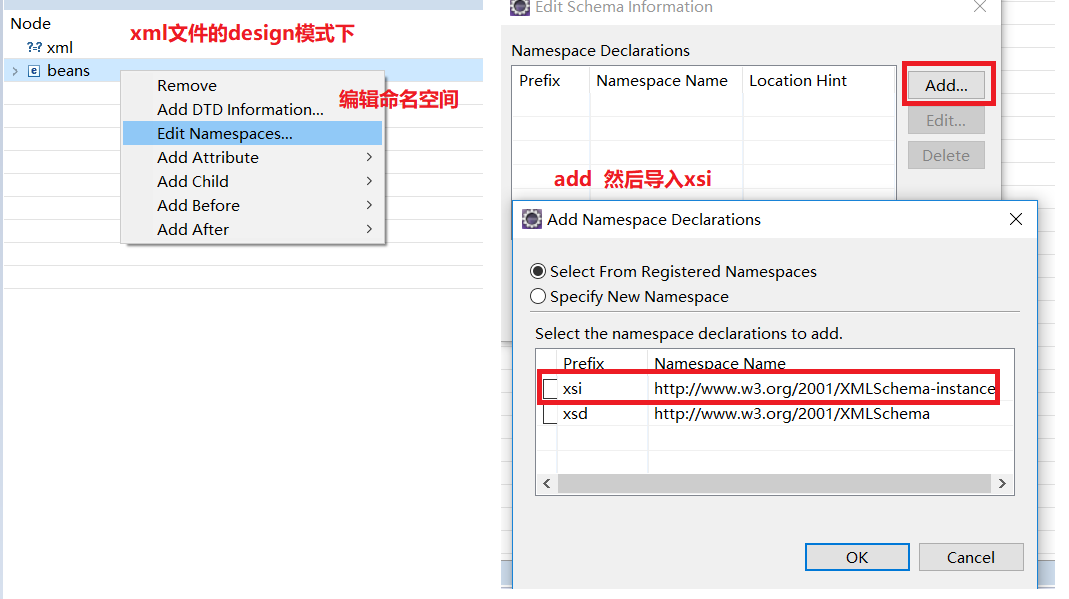 Node
xml文件的design模式下
?=? xml
e beans
Remove
Add DTD Information...
编辑命名空间
Edit Namespaces...
Add Attribute
Add Child
Add Before
Add After
Edit Schema Information
Namespace Declarations
Prefix Namespace Name Location Hint
Add...
Edit...
Delete
add 然后导入xsi
Add Namespace Declarations
Select From Registered Namespaces
Specify New Namespace
Select the namespace declarations to add.
Prefix Namespace Name
xsi http://www.w3.org/2001/XMLSchema-instance
xsd http://www.w3.org/2001/XMLSchema
OK Cancel